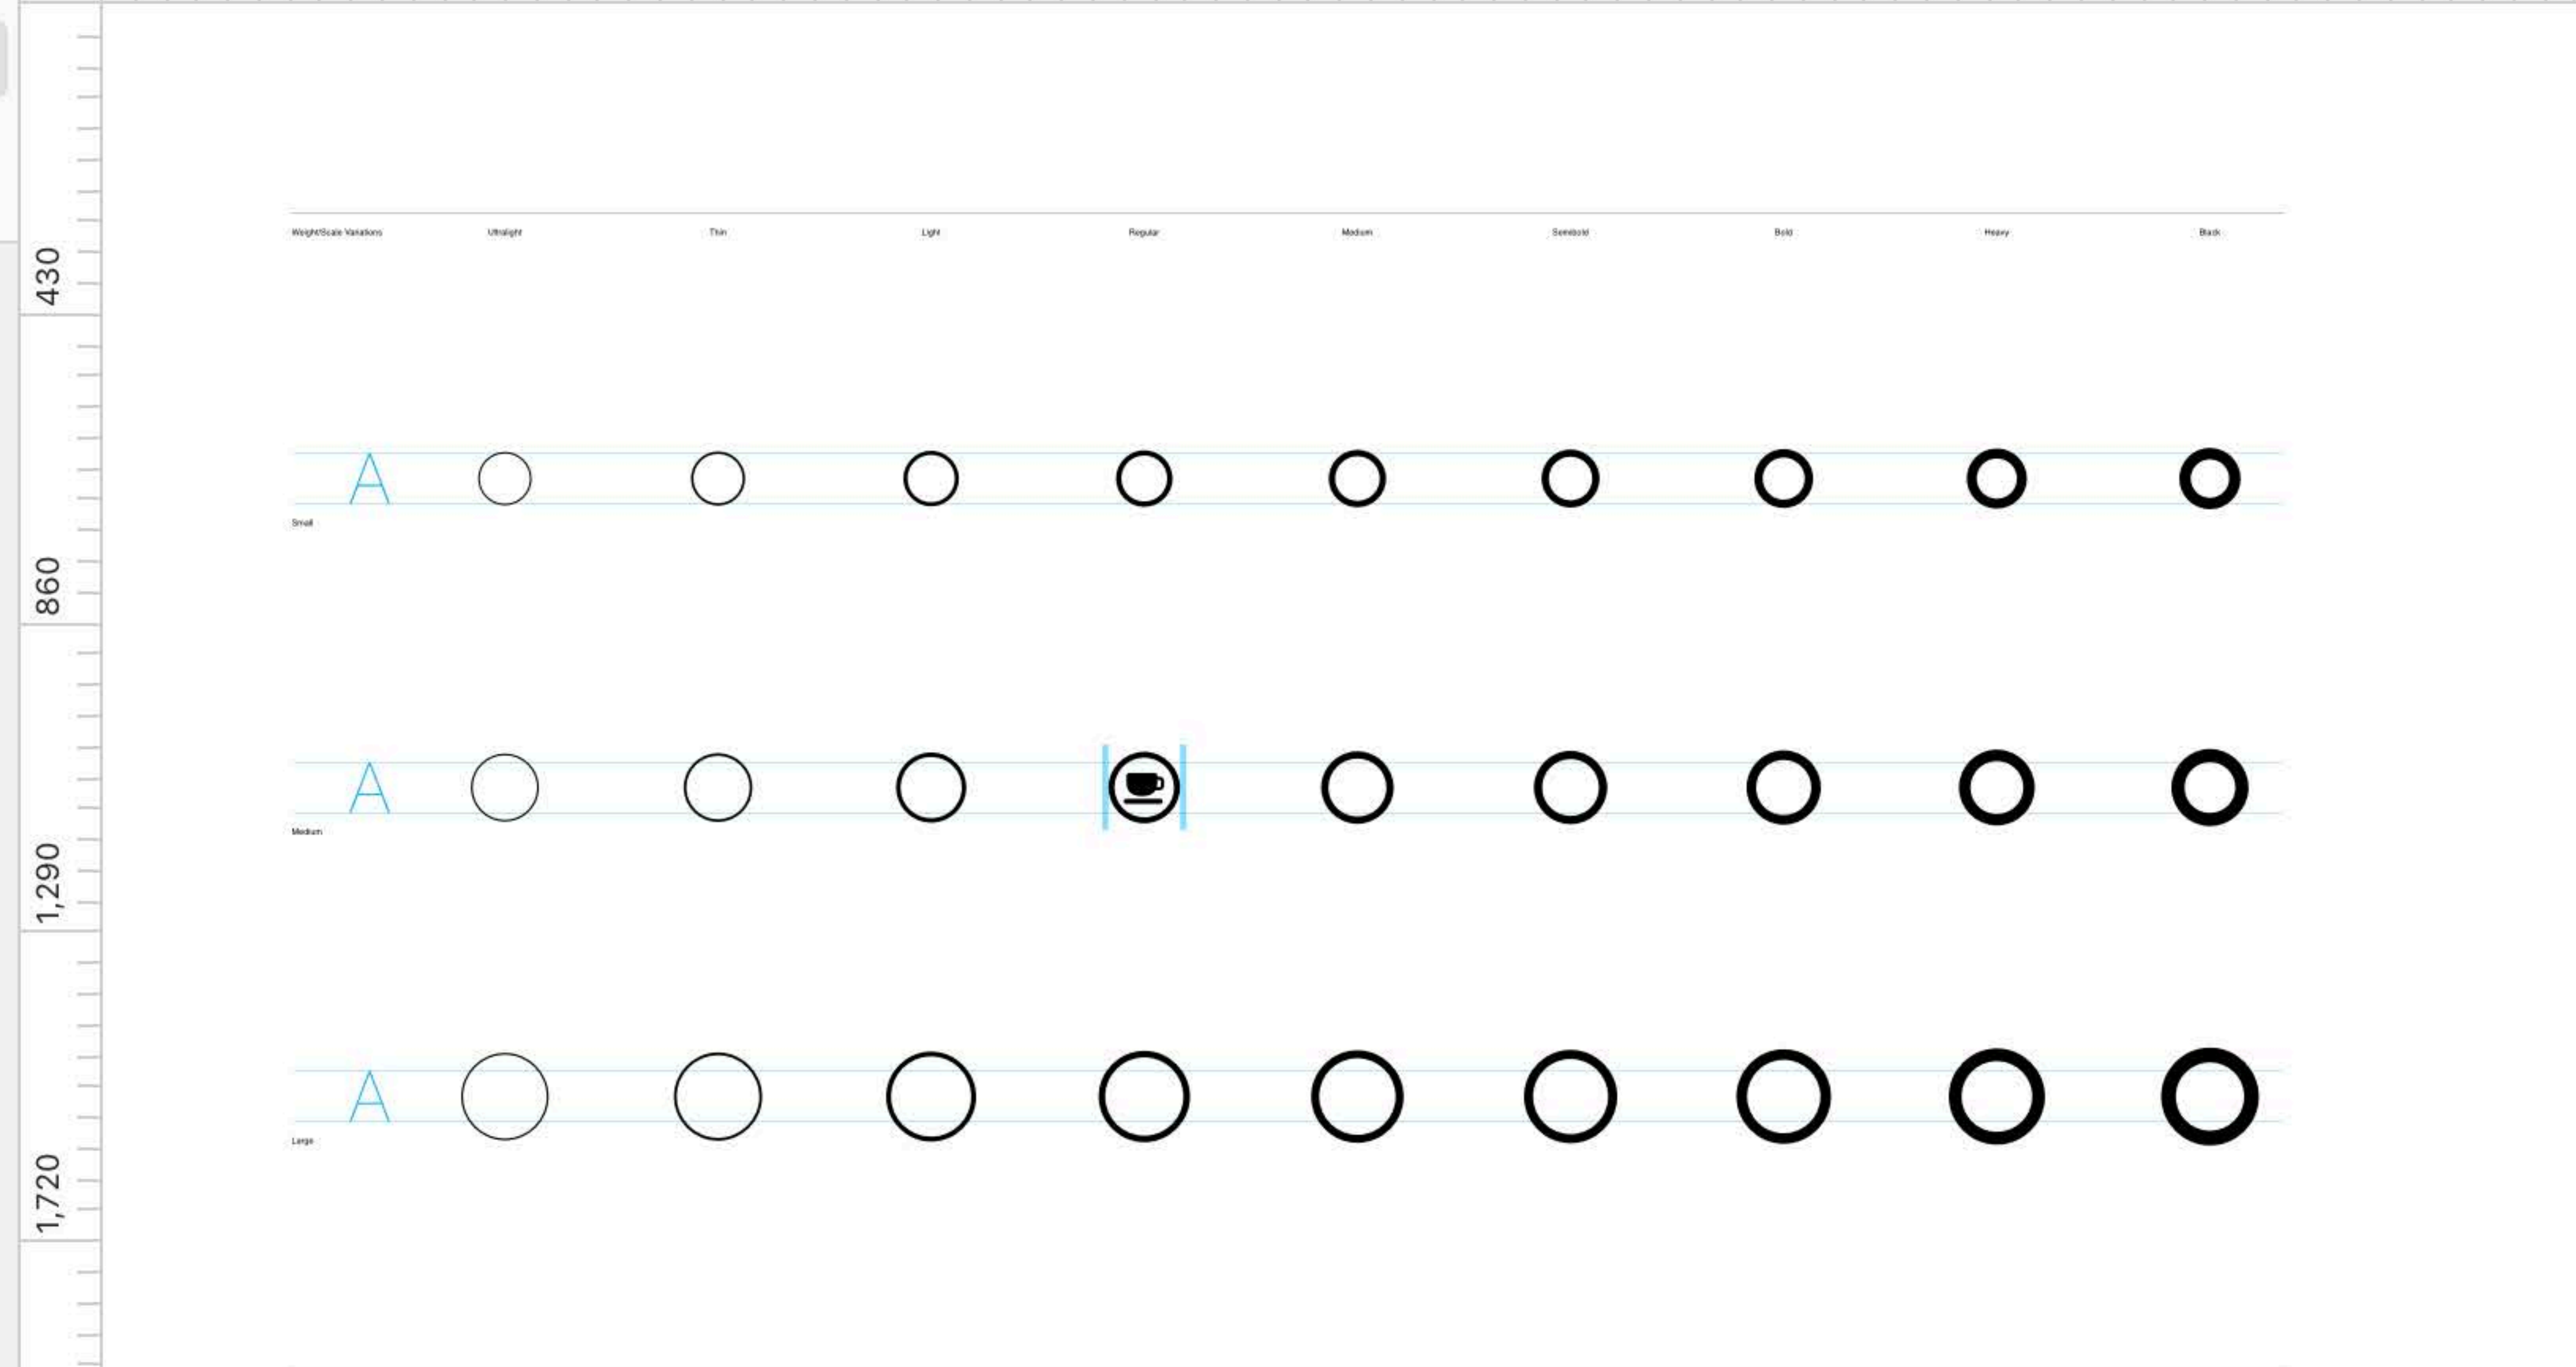 Weight/Scale Variations Ultralight Thin Light Regular Medium Semibold Bold Heavy Black
430
A
Small
860
A
Medium
1,290
A
Large
1,720